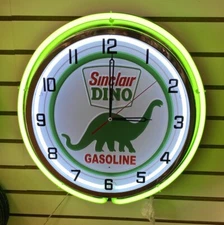 12
11 1
Sinclair
10 DINO 2
9 3
8 4
GASOLINE
7 5
6